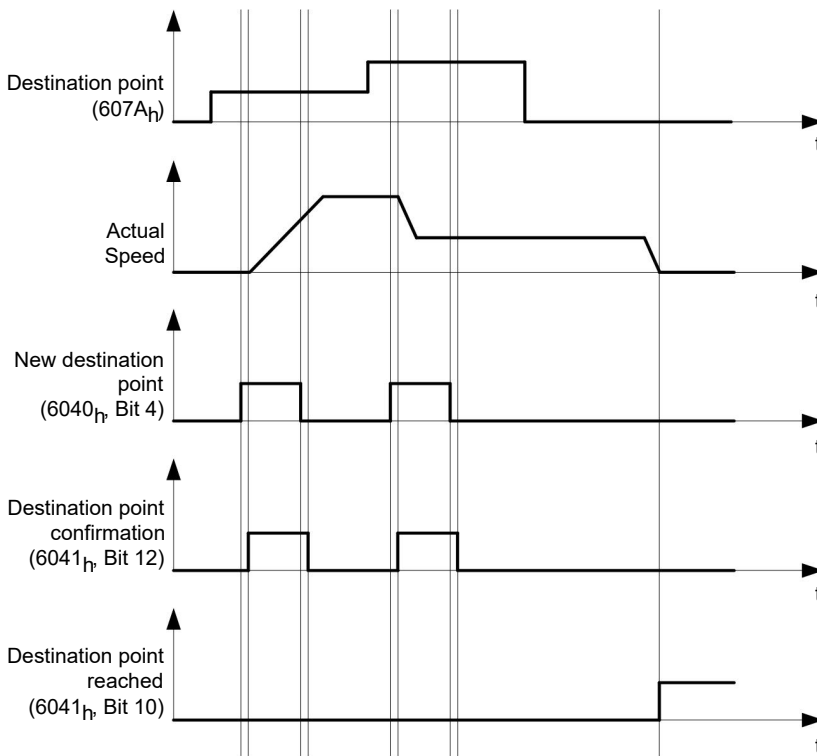 Destination point
(607Ah)
t
Actual
Speed
t
New destination
point
(6040h, Bit 4)
t
Destination point
confirmation
(6041h, Bit 12)
t
Destination point
reached
(6041h, Bit 10)
t